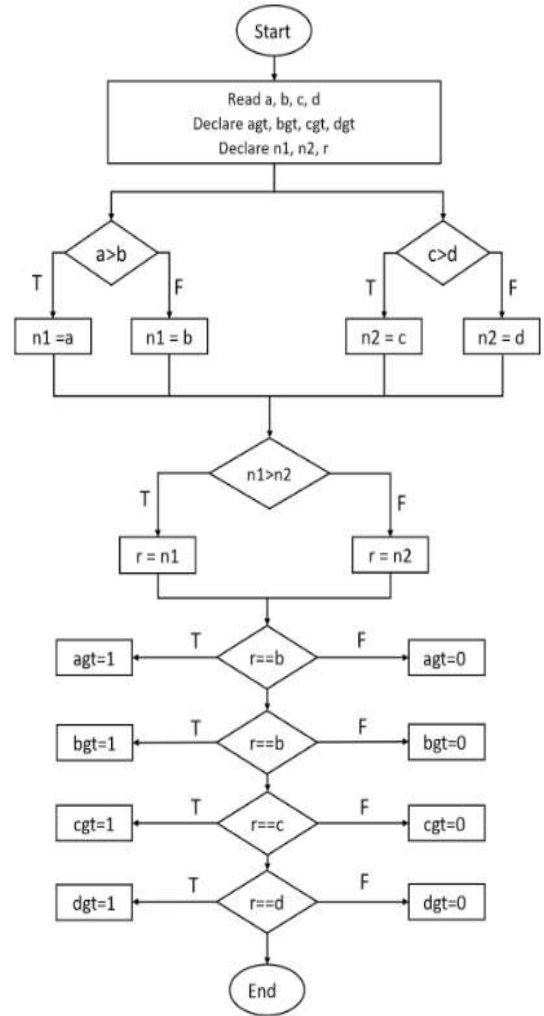 Start
Read a, b, c, d
Declare agt, bgt, cgt, dgt
Declare n1, n2, r
a>b
c>d
T
F
T
F
n1 =a
n1 = b
n2 = c
n2 = d
n1>n2
T
F
r = n1
r = n2
T
F
agt=1
r==b
agt=0
T
F
bgt=1
r==b
bgt=0
T
F
cgt=1
r==c
cgt=0
T
F
dgt=1
r==d
dgt=0
End